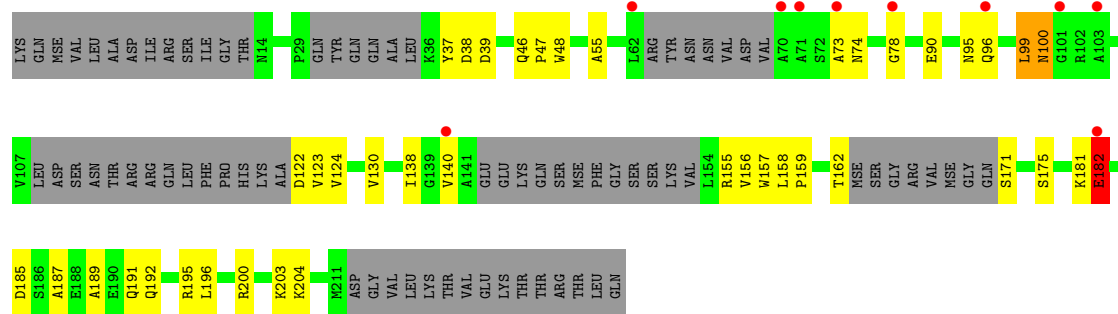 LYS GLN MSE VAL LEU ALA ASP ILE ARG SER ILE GLY THR N14 P29 GLN TYR GLN GLN ALA LEU K36 Y37 D38 D39 Q46 P47 W48 A55 L62 ARG TYR ASN ASN VAL ASP VAL A70 A71 S72 A73 N74 G78 E90 N95 Q96 L99 N100 G101 R102 A103
V107 LEU ASP SER ASN THR ARG ARG GLN LEU PHE PRO HIS LYS ALA D122 V123 V124 V130 I138 G139 V140 A141 GLU GLU LYS GLN SER MSE PHE GLY SER SER LYS VAL L154 R155 V156 W157 L158 P159 T162 MSE SER GLY ARG VAL MSE GLY GLN S171 S175 K181 E182
D185 S186 A187 E188 A189 E190 Q191 Q192 R195 L196 R200 K203 K204 M211 ASP GLY VAL LEU LYS THR VAL GLU LYS THR THR ARG THR LEU GLN